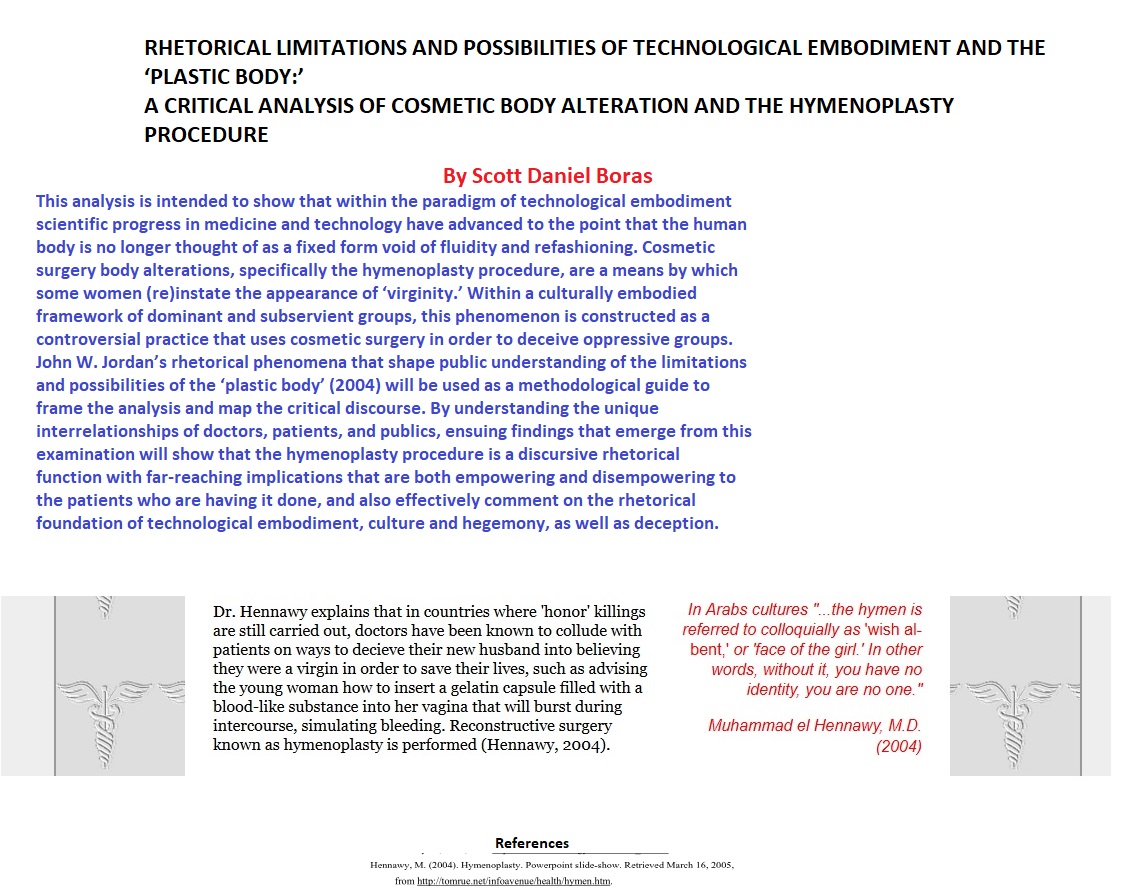 RHETORICAL LIMITATIONS AND POSSIBILITIES OF TECHNOLOGICAL EMBODIMENT AND THE
‘PLASTIC BODY:’
A CRITICAL ANALYSIS OF COSMETIC BODY ALTERATION AND THE HYMENOPLASTY
PROCEDURE
By Scott Daniel Boras
This analysis is intended to show that within the paradigm of technological embodiment
scientific progress in medicine and technology have advanced to the point that the human
body is no longer thought of as a fixed form void of fluidity and refashioning. Cosmetic
surgery body alterations, specifically the hymenoplasty procedure, are a means by which
some women (re)instate the appearance of ‘virginity.’ Within a culturally embodied
framework of dominant and subservient groups, this phenomenon is constructed as a
controversial practice that uses cosmetic surgery in order to deceive oppressive groups.
John W. Jordan’s rhetorical phenomena that shape public understanding of the limitations
and possibilities of the ‘plastic body’ (2004) will be used as a methodological guide to
frame the analysis and map the critical discourse. By understanding the unique
interrelationships of doctors, patients, and publics, ensuing findings that emerge from this
examination will show that the hymenoplasty procedure is a discursive rhetorical
function with far-reaching implications that are both empowering and disempowering to
the patients who are having it done, and also effectively comment on the rhetorical
foundation of technological embodiment, culture and hegemony, as well as deception.
Dr. Hennawy explains that in countries where 'honor' killings
are still carried out, doctors have been known to collude with
patients on ways to decieve their new husband into believing
they were a virgin in order to save their lives, such as advising
the young woman how to insert a gelatin capsule filled with a
blood-like substance into her vagina that will burst during
intercourse, simulating bleeding. Reconstructive surgery
known as hymenoplasty is performed (Hennawy, 2004).
In Arabs cultures "...the hymen is
referred to colloquially as 'wish al-
bent,' or 'face of the girl.' In other
words, without it, you have no
identity, you are no one."
Muhammad el Hennawy, M.D.
(2004)
References
Hennawy, M. (2004). Hymenoplasty. Powerpoint slide-show. Retrieved March 16, 2005,
from http://tomrue.net/infoavenue/health/hymen.htm.